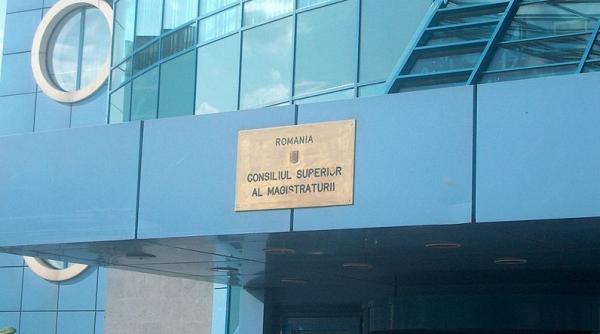 ROMANIA
CONSILIUL SUPERIOR
AL MAGISTRATURII